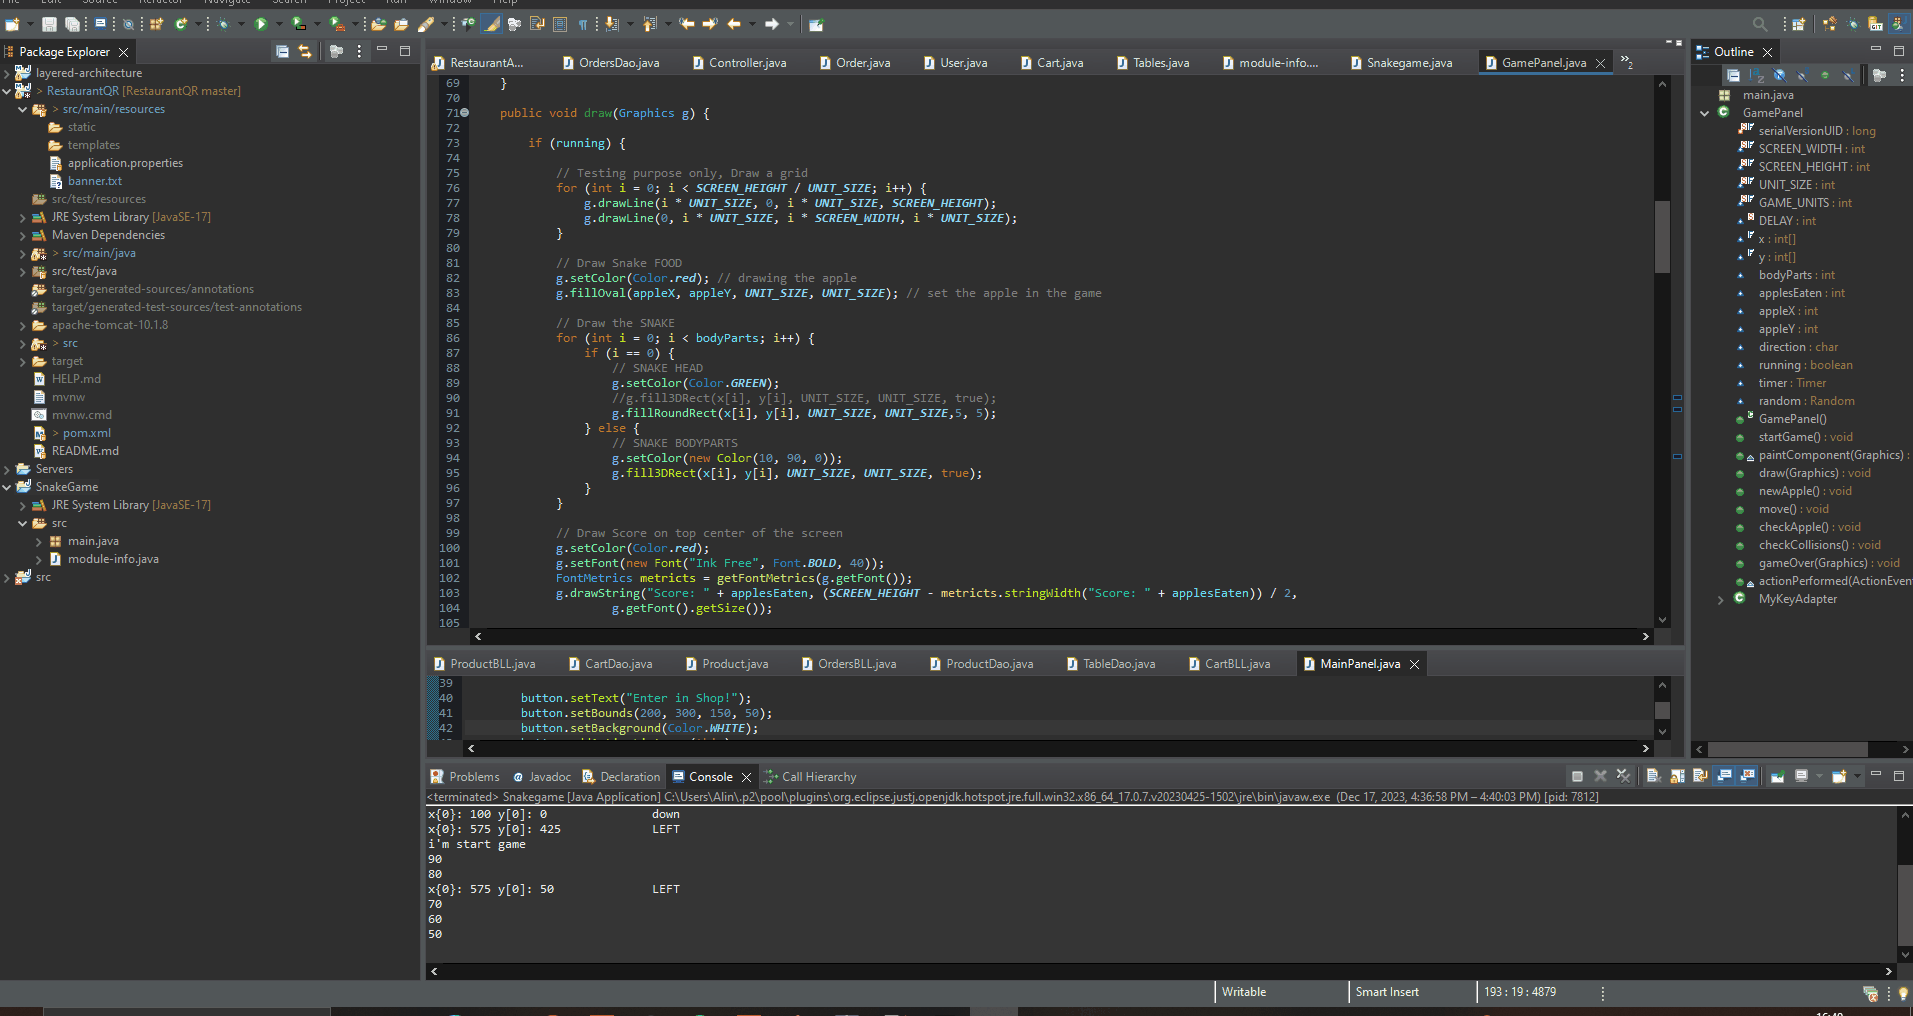 File Edit Source Refactor Navigate Search Project Run Window Help
Package Explorer
layered-architecture
> RestaurantQR [RestaurantQR master]
> src/main/resources
static
templates
application.properties
banner.txt
src/test/resources
JRE System Library [JavaSE-17]
Maven Dependencies
> src/main/java
src/test/java
target/generated-sources/annotations
target/generated-test-sources/test-annotations
apache-tomcat-10.1.8
> src
target
HELP.md
mvnw
mvnw.cmd
> pom.xml
README.md
Servers
SnakeGame
JRE System Library [JavaSE-17]
src
main.java
module-info.java
src
RestaurantA... OrdersDao.java Controller.java Order.java User.java Cart.java Tables.java module-info.... Snakegame.java GamePanel.java »2
69 }
70
71 public void draw(Graphics g) {
72
73 if (running) {
74
75 // Testing purpose only, Draw a grid
76 for (int i = 0; i < SCREEN_HEIGHT / UNIT_SIZE; i++) {
77 g.drawLine(i * UNIT_SIZE, 0, i * UNIT_SIZE, SCREEN_HEIGHT);
78 g.drawLine(0, i * UNIT_SIZE, i * SCREEN_WIDTH, i * UNIT_SIZE);
79 }
80
81 // Draw Snake FOOD
82 g.setColor(Color.red); // drawing the apple
83 g.fillOval(appleX, appleY, UNIT_SIZE, UNIT_SIZE); // set the apple in the game
84
85 // Draw the SNAKE
86 for (int i = 0; i < bodyParts; i++) {
87 if (i == 0) {
88 // SNAKE HEAD
89 g.setColor(Color.GREEN);
90 //g.fill3DRect(x[i], y[i], UNIT_SIZE, UNIT_SIZE, true);
91 g.fillRoundRect(x[i], y[i], UNIT_SIZE, UNIT_SIZE,5, 5);
92 } else {
93 // SNAKE BODYPARTS
94 g.setColor(new Color(10, 90, 0));
95 g.fill3DRect(x[i], y[i], UNIT_SIZE, UNIT_SIZE, true);
96 }
97 }
98
99 // Draw Score on top center of the screen
100 g.setColor(Color.red);
101 g.setFont(new Font("Ink Free", Font.BOLD, 40));
102 FontMetrics metricts = getFontMetrics(g.getFont());
103 g.drawString("Score: " + applesEaten, (SCREEN_HEIGHT - metricts.stringWidth("Score: " + applesEaten)) / 2,
104 g.getFont().getSize());
105
ProductBLL.java CartDao.java Product.java OrdersBLL.java ProductDao.java TableDao.java CartBLL.java MainPanel.java
39
40 button.setText("Enter in Shop!");
41 button.setBounds(200, 300, 150, 50);
42 button.setBackground(Color.WHITE);
Problems Javadoc Declaration Console Call Hierarchy
<terminated> Snakegame [Java Application] C:\Users\Alin\.p2\pool\plugins\org.eclipse.justj.openjdk.hotspot.jre.full.win32.x86_64_17.0.7.v20230425-1502\jre\bin\javaw.exe (Dec 17, 2023, 4:36:58 PM – 4:40:03 PM) [pid: 7812]
x{0}: 100 y[0]: 0 down
x{0}: 575 y[0]: 425 LEFT
i'm start game
90
80
x{0}: 575 y[0]: 50 LEFT
70
60
50
Outline
main.java
GamePanel
serialVersionUID : long
SCREEN_WIDTH : int
SCREEN_HEIGHT : int
UNIT_SIZE : int
GAME_UNITS : int
DELAY : int
x : int[]
y : int[]
bodyParts : int
applesEaten : int
appleX : int
appleY : int
direction : char
running : boolean
timer : Timer
random : Random
GamePanel()
startGame() : void
paintComponent(Graphics) :
draw(Graphics) : void
newApple() : void
move() : void
checkApple() : void
checkCollisions() : void
gameOver(Graphics) : void
actionPerformed(ActionEven
MyKeyAdapter
Writable Smart Insert 193 : 19 : 4879